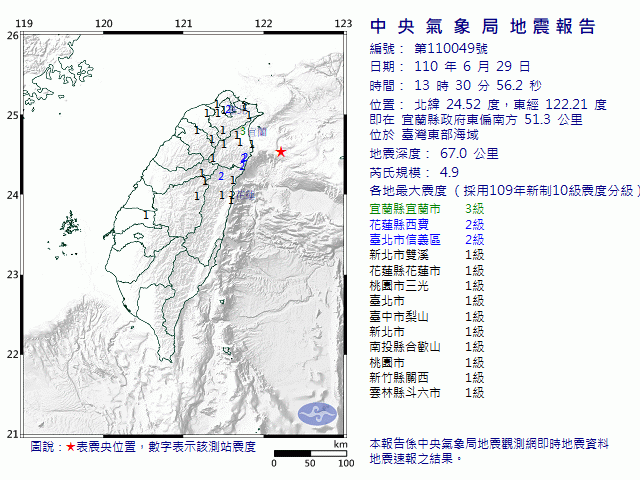 中央氣象局地震報告
編號： 第110049號
日期： 110 年 6 月 29 日
時間： 13 時 30 分 56.2 秒
位置： 北緯 24.52 度，東經 122.21 度
即在 宜蘭縣政府東偏南方 51.3 公里
位於 臺灣東部海域
地震深度： 67.0 公里
芮氏規模： 4.9
各地最大震度（採用109年新制10級震度分級）
宜蘭縣宜蘭市 3級
花蓮縣西寶 2級
臺北市信義區 2級
新北市雙溪 1級
花蓮縣花蓮市 1級
桃園市三光 1級
臺北市 1級
臺中市梨山 1級
新北市 1級
南投縣合歡山 1級
桃園市 1級
新竹縣關西 1級
雲林縣斗六市 1級
本報告係中央氣象局地震觀測網即時地震資料
地震速報之結果。
119 120 121 122 123
26
25
24
23
22
21
3 宜蘭
圖說：★表震央位置，數字表示該測站震度
km
0 50 100